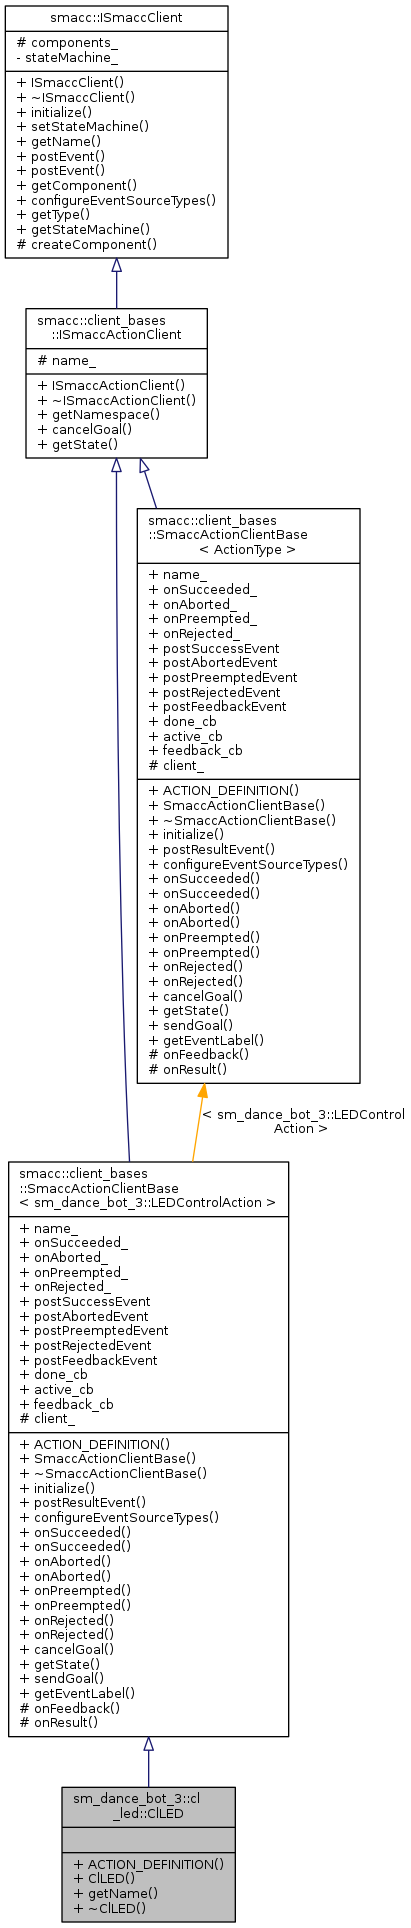 smacc::ISmaccClient
# components_
- stateMachine_
+ ISmaccClient()
+ ~ISmaccClient()
+ initialize()
+ setStateMachine()
+ getName()
+ postEvent()
+ postEvent()
+ getComponent()
+ configureEventSourceTypes()
+ getType()
+ getStateMachine()
# createComponent()
smacc::client_bases
::ISmaccActionClient
# name_
+ ISmaccActionClient()
+ ~ISmaccActionClient()
+ getNamespace()
+ cancelGoal()
+ getState()
smacc::client_bases
::SmaccActionClientBase
< ActionType >
+ name_
+ onSucceeded_
+ onAborted_
+ onPreempted_
+ onRejected_
+ postSuccessEvent
+ postAbortedEvent
+ postPreemptedEvent
+ postRejectedEvent
+ postFeedbackEvent
+ done_cb
+ active_cb
+ feedback_cb
# client_
+ ACTION_DEFINITION()
+ SmaccActionClientBase()
+ ~SmaccActionClientBase()
+ initialize()
+ postResultEvent()
+ configureEventSourceTypes()
+ onSucceeded()
+ onSucceeded()
+ onAborted()
+ onAborted()
+ onPreempted()
+ onPreempted()
+ onRejected()
+ onRejected()
+ cancelGoal()
+ getState()
+ sendGoal()
+ getEventLabel()
# onFeedback()
# onResult()
< sm_dance_bot_3::LEDControl
Action >
smacc::client_bases
::SmaccActionClientBase
< sm_dance_bot_3::LEDControlAction >
+ name_
+ onSucceeded_
+ onAborted_
+ onPreempted_
+ onRejected_
+ postSuccessEvent
+ postAbortedEvent
+ postPreemptedEvent
+ postRejectedEvent
+ postFeedbackEvent
+ done_cb
+ active_cb
+ feedback_cb
# client_
+ ACTION_DEFINITION()
+ SmaccActionClientBase()
+ ~SmaccActionClientBase()
+ initialize()
+ postResultEvent()
+ configureEventSourceTypes()
+ onSucceeded()
+ onSucceeded()
+ onAborted()
+ onAborted()
+ onPreempted()
+ onPreempted()
+ onRejected()
+ onRejected()
+ cancelGoal()
+ getState()
+ sendGoal()
+ getEventLabel()
# onFeedback()
# onResult()
sm_dance_bot_3::cl
_led::ClLED
+ ACTION_DEFINITION()
+ ClLED()
+ getName()
+ ~ClLED()